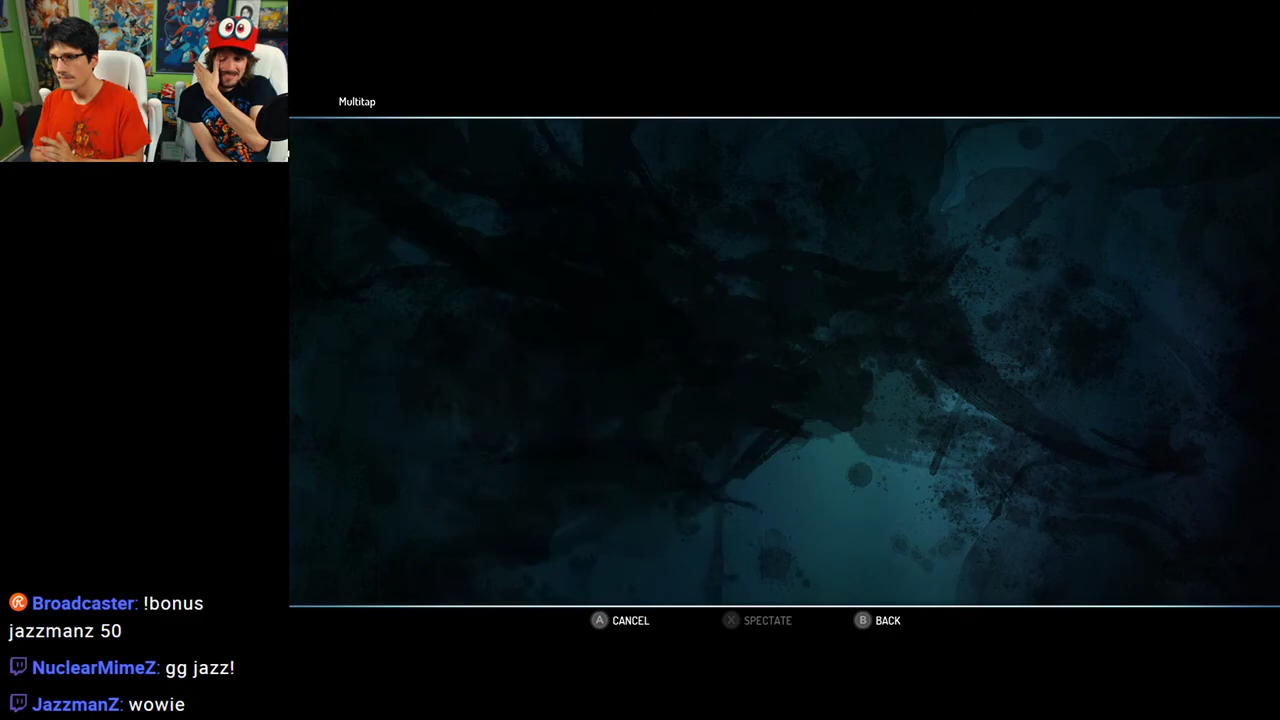 Multitap
A CANCEL
X SPECTATE
B BACK
Broadcaster: !bonus
jazzmanz 50
NuclearMimeZ: gg jazz!
JazzmanZ: wowie